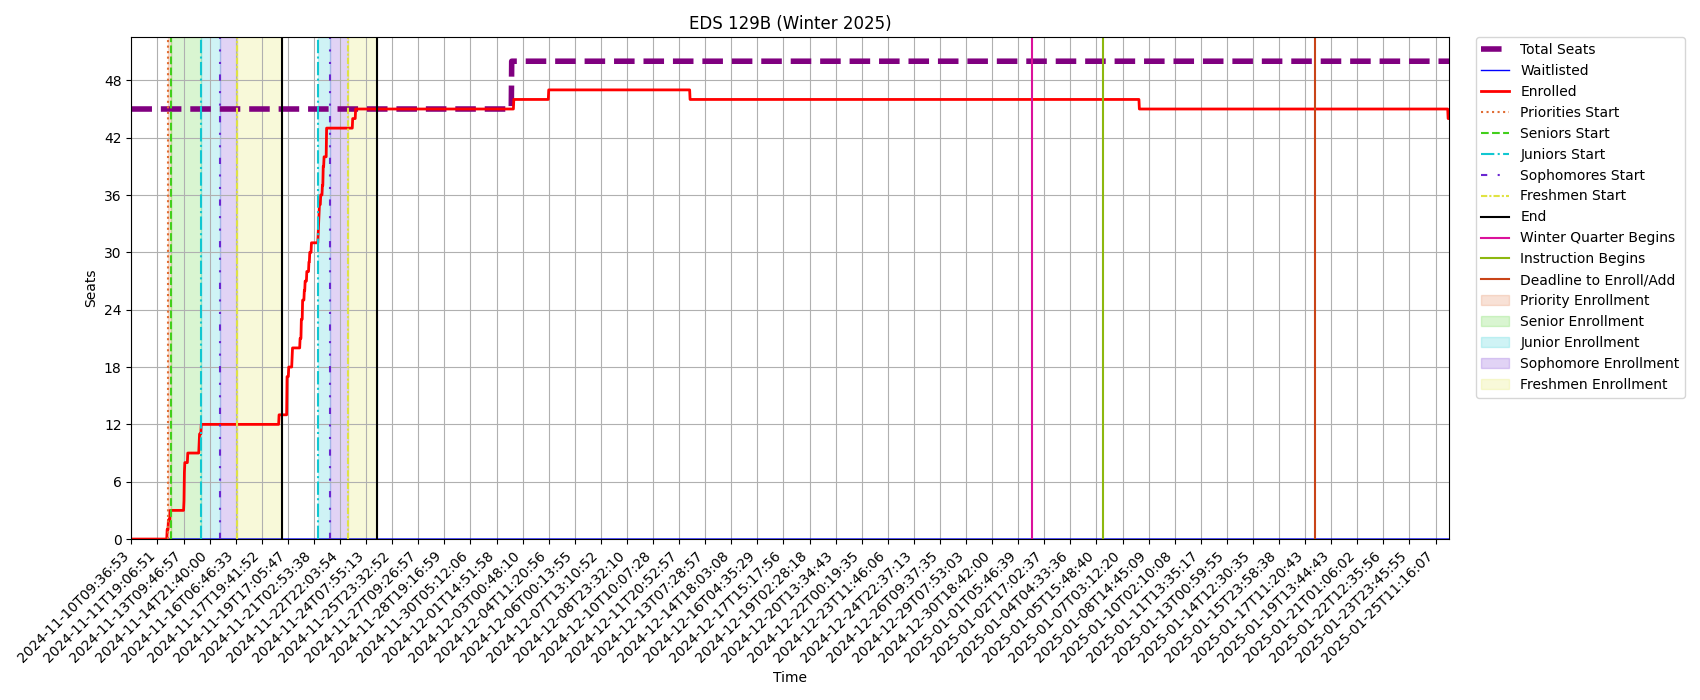 EDS 129B (Winter 2025)
Seats
48
42
36
30
24
18
12
6
0
2024-11-10T09:36:53
2024-11-11T19:06:51
2024-11-13T09:46:57
2024-11-14T21:40:00
2024-11-16T06:46:33
2024-11-17T19:41:52
2024-11-19T17:05:47
2024-11-21T02:53:38
2024-11-22T22:03:54
2024-11-24T07:55:13
2024-11-25T23:32:52
2024-11-27T09:26:57
2024-11-28T19:16:59
2024-11-30T05:12:06
2024-12-01T14:51:58
2024-12-03T00:48:10
2024-12-04T11:20:56
2024-12-06T00:13:55
2024-12-07T13:10:52
2024-12-08T23:32:10
2024-12-10T10:07:28
2024-12-11T20:52:57
2024-12-13T07:28:57
2024-12-14T18:03:08
2024-12-16T04:35:29
2024-12-17T15:17:56
2024-12-19T02:28:18
2024-12-20T13:34:43
2024-12-22T00:19:35
2024-12-23T11:46:06
2024-12-24T22:37:13
2024-12-26T09:37:35
2024-12-29T07:53:03
2024-12-30T18:42:00
2025-01-01T05:46:39
2025-01-02T17:02:37
2025-01-04T04:33:36
2025-01-05T15:48:40
2025-01-07T03:12:20
2025-01-08T14:45:09
2025-01-10T02:10:08
2025-01-11T13:35:17
2025-01-13T00:59:55
2025-01-14T12:30:35
2025-01-15T23:58:38
2025-01-17T11:20:43
2025-01-19T13:44:43
2025-01-21T01:06:02
2025-01-22T12:35:56
2025-01-23T23:45:55
2025-01-25T11:16:07
Time
Total Seats
Waitlisted
Enrolled
Priorities Start
Seniors Start
Juniors Start
Sophomores Start
Freshmen Start
End
Winter Quarter Begins
Instruction Begins
Deadline to Enroll/Add
Priority Enrollment
Senior Enrollment
Junior Enrollment
Sophomore Enrollment
Freshmen Enrollment